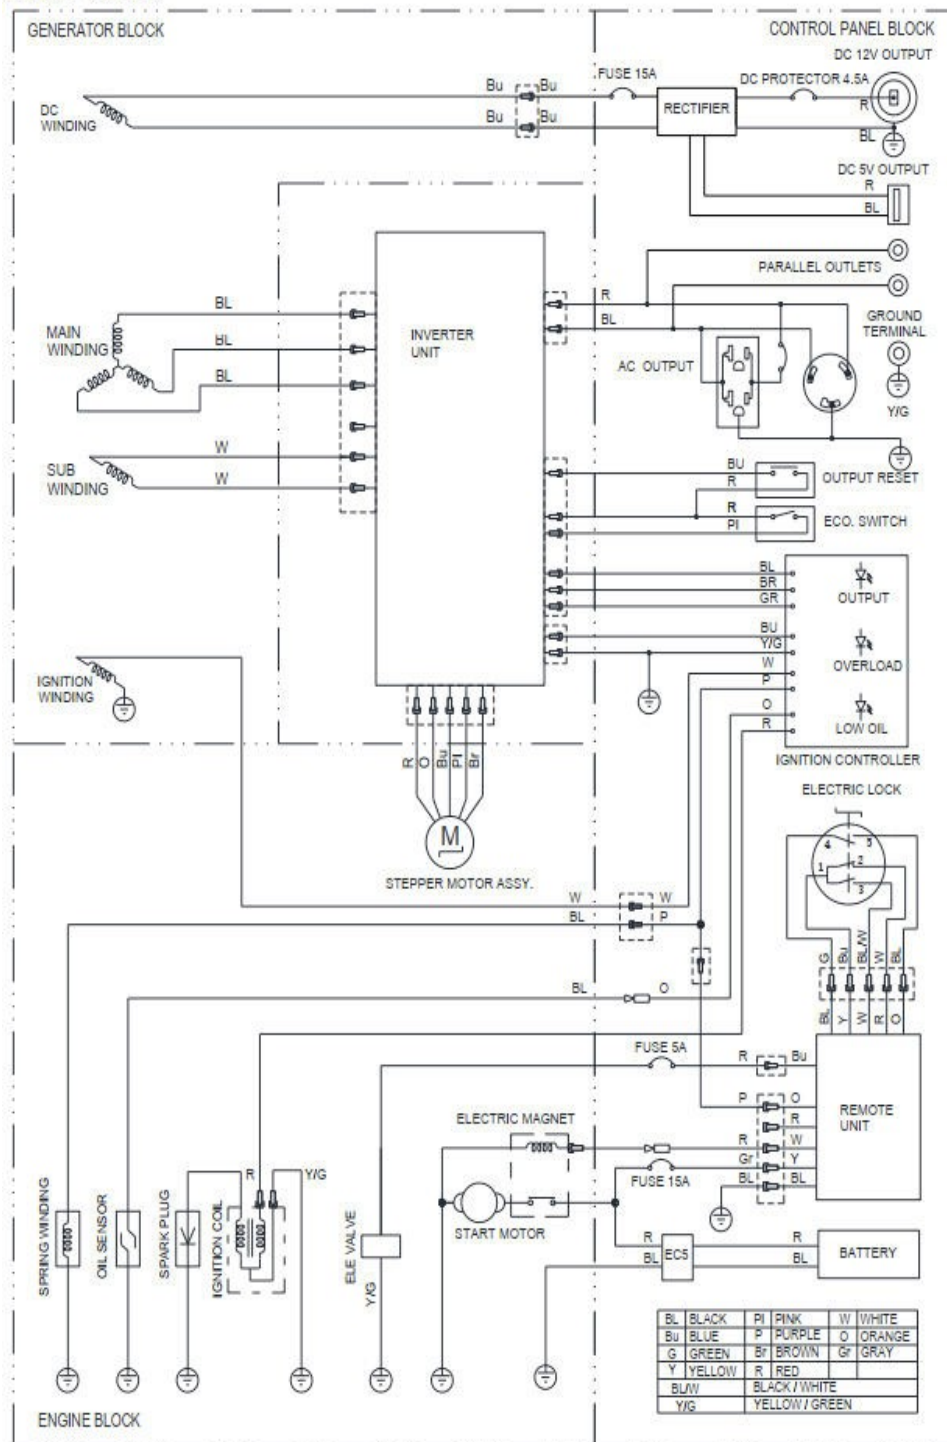 GENERATOR BLOCK
CONTROL PANEL BLOCK
DC 12V OUTPUT
FUSE 15A
DC PROTECTOR 4.5A
Bu Bu
R
DC
WINDING
RECTIFIER
Bu Bu
BL
DC 5V OUTPUT
R
BL
PARALLEL OUTLETS
BL
R
MAIN
WINDING
INVERTER
UNIT
BL
GROUND
TERMINAL
BL
AC OUTPUT
BL
Y/G
W
SUB
WINDING
W
BU
R
OUTPUT RESET
R
PI
ECO. SWITCH
BL
BR
GR
OUTPUT
BU
Y/G
W
OVERLOAD
P
IGNITION
WINDING
O
R
LOW OIL
IGNITION CONTROLLER
R O Bu PI Br
ELECTRIC LOCK
M
4 5
1 2
3
STEPPER MOTOR ASSY.
W W
BL P
G Bu BL/W W BL
BL O
BL Y W R O
FUSE 5A
R Bu
ELECTRIC MAGNET
P O
R
REMOTE
UNIT
R W
Gr Y
FUSE 15A
BL BL
START MOTOR
R Y/G
SPRING WINDING
OIL SENSOR
SPARK PLUG
IGNITION COIL
ELE VALVE
Y/G
R R
EC5
BATTERY
BL BL
BL BLACK PI PINK W WHITE
Bu BLUE P PURPLE O ORANGE
G GREEN Br BROWN Gr GRAY
Y YELLOW R RED
BL/W BLACK / WHITE
Y/G YELLOW / GREEN
ENGINE BLOCK